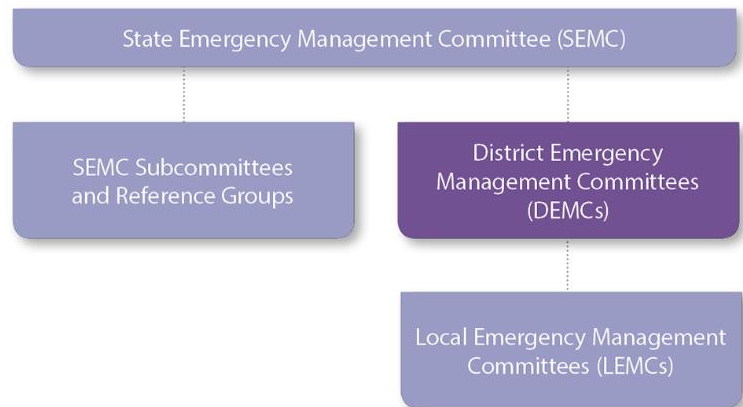 State Emergency Management Committee (SEMC)
SEMC Subcommittees
and Reference Groups
District Emergency
Management Committees
(DEMCs)
Local Emergency Management
Committees (LEMCs)